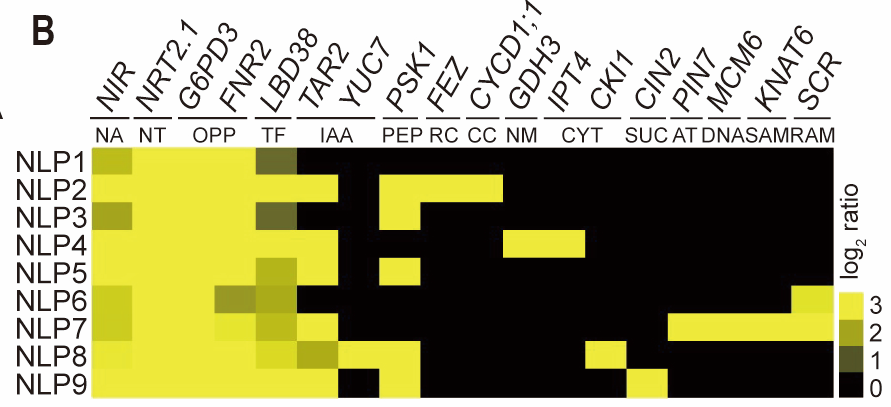 B
NIR NRT2.1 G6PD3 FNR2 LBD38 TAR2 YUC7 PSK1 FEZ CYCD1;1 GDH3 IPT4 CKI1 CIN2 PIN7 MCM6 KNAT6 SCR
NA NT OPP TF IAA PEP RC CC NM CYT SUC AT DNA SAM RAM
NLP1
NLP2
NLP3
NLP4
NLP5
NLP6
NLP7
NLP8
NLP9
log2 ratio
3
2
1
0